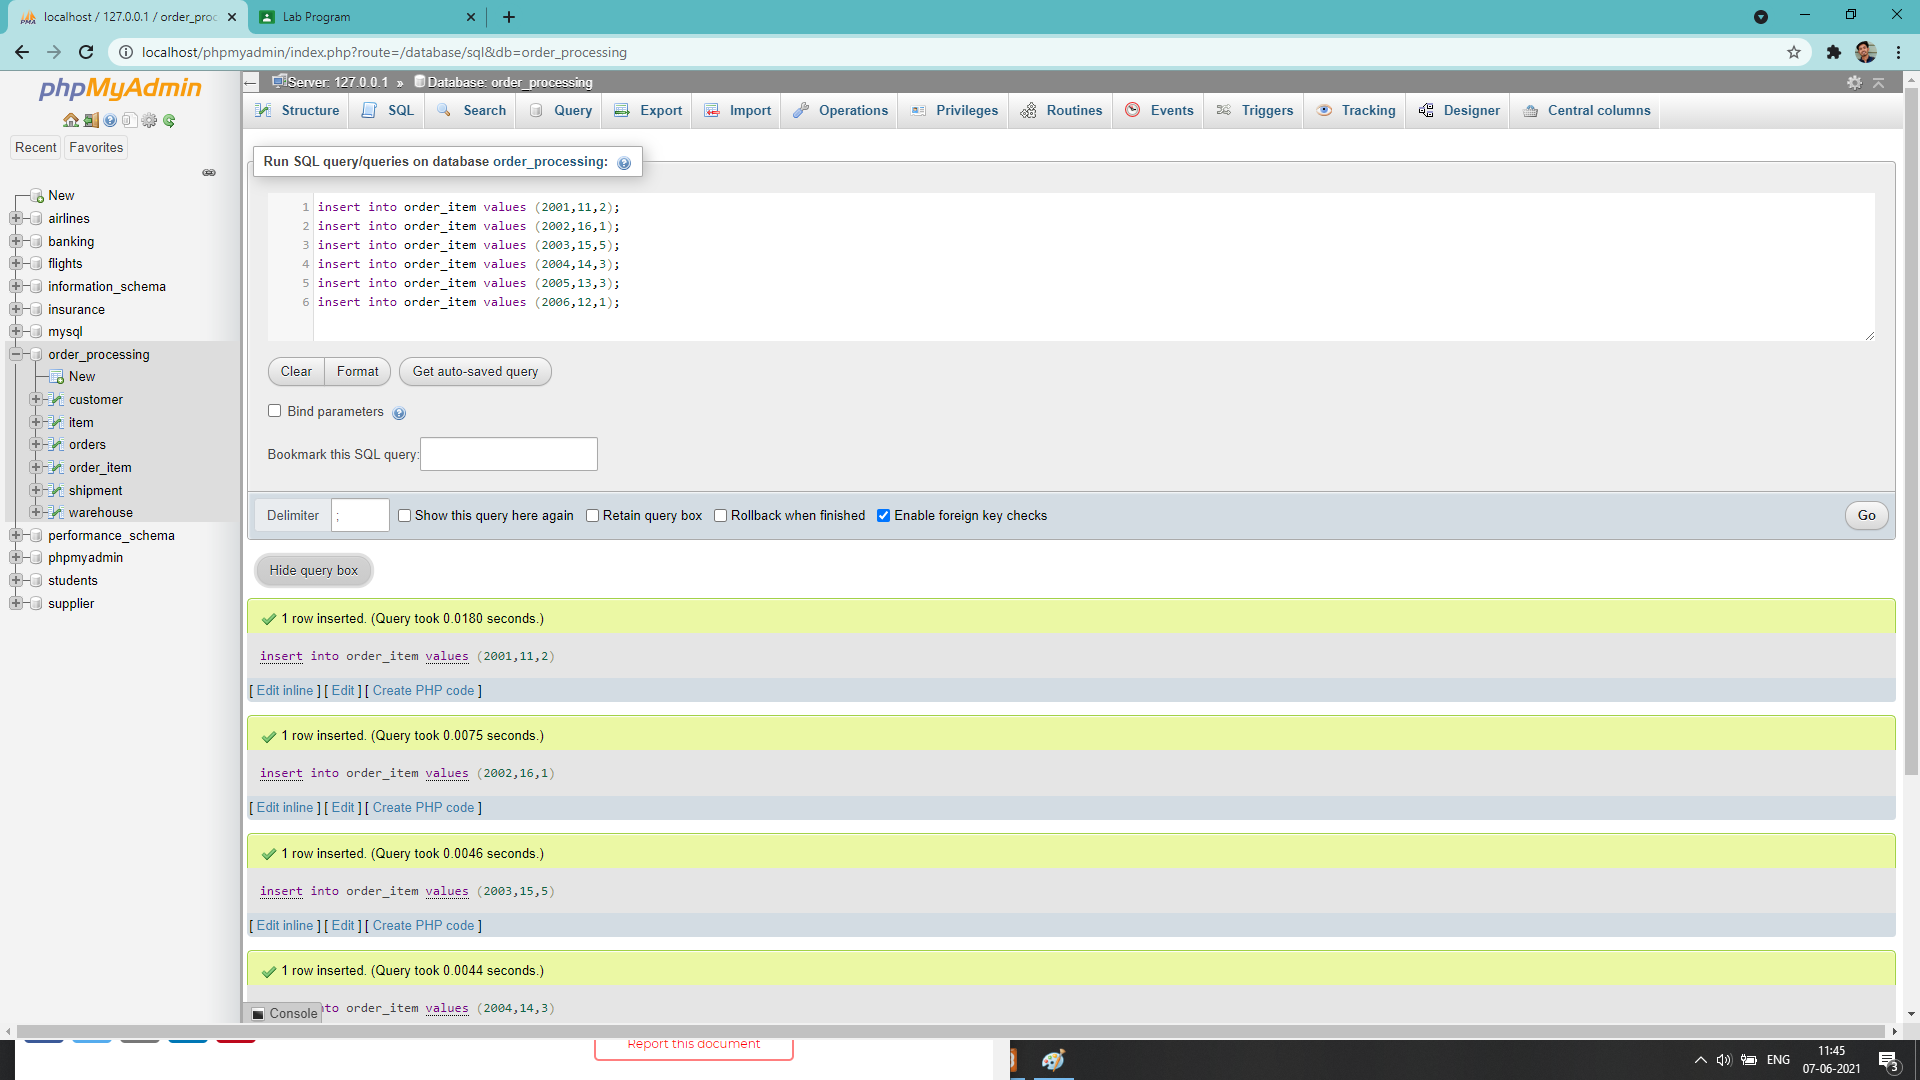 localhost / 127.0.0.1 / order_proc
Lab Program
localhost/phpmyadmin/index.php?route=/database/sql&db=order_processing
phpMyAdmin
Recent
Favorites
New
airlines
banking
flights
information_schema
insurance
mysql
order_processing
New
customer
item
orders
order_item
shipment
warehouse
performance_schema
phpmyadmin
students
supplier
Server: 127.0.0.1 » Database: order_processing
Structure SQL Search Query Export Import Operations Privileges Routines Events Triggers Tracking Designer Central columns
Run SQL query/queries on database order_processing:
1 insert into order_item values (2001,11,2);
2 insert into order_item values (2002,16,1);
3 insert into order_item values (2003,15,5);
4 insert into order_item values (2004,14,3);
5 insert into order_item values (2005,13,3);
6 insert into order_item values (2006,12,1);
Clear Format Get auto-saved query
Bind parameters
Bookmark this SQL query:
Delimiter ; Show this query here again Retain query box Rollback when finished Enable foreign key checks Go
Hide query box
1 row inserted. (Query took 0.0180 seconds.)
insert into order_item values (2001,11,2)
[ Edit inline ] [ Edit ] [ Create PHP code ]
1 row inserted. (Query took 0.0075 seconds.)
insert into order_item values (2002,16,1)
[ Edit inline ] [ Edit ] [ Create PHP code ]
1 row inserted. (Query took 0.0046 seconds.)
insert into order_item values (2003,15,5)
[ Edit inline ] [ Edit ] [ Create PHP code ]
1 row inserted. (Query took 0.0044 seconds.)
order_item values (2004,14,3)
Console
Report this document
ENG
11:45
07-06-2021
3